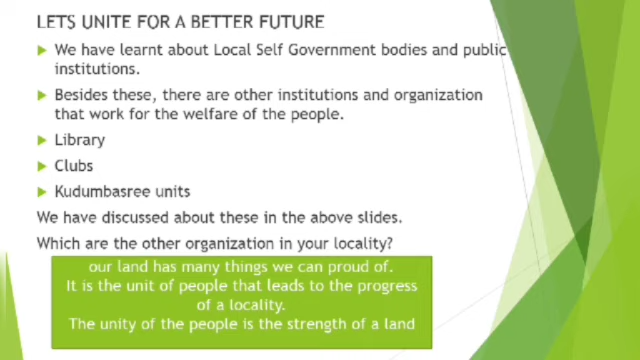 LETS UNITE FOR A BETTER FUTURE
We have learnt about Local Self Government bodies and public
institutions.
Besides these, there are other institutions and organization
that work for the welfare of the people.
Library
Clubs
Kudumbasree units
We have discussed about these in the above slides.
Which are the other organization in your locality?
our land has many things we can proud of.
It is the unit of people that leads to the progress
of a locality.
The unity of the people is the strength of a land